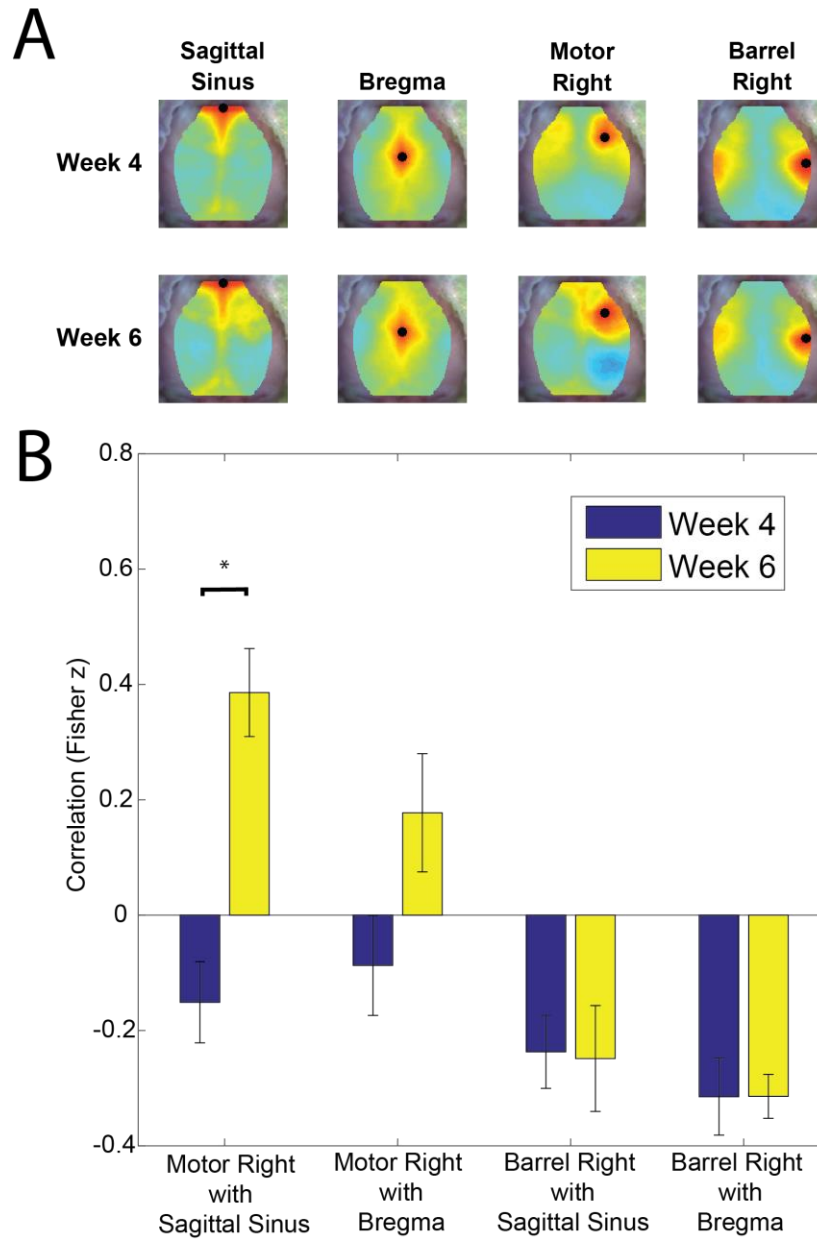 A
Sagittal
Sinus
Bregma
Motor
Right
Barrel
Right
Week 4
Week 6
B
0.8
0.6
0.4
0.2
0
-0.2
-0.4
Correlation (Fisher z)
*
Week 4
Week 6
Motor Right
with
Sagittal Sinus
Motor Right
with
Bregma
Barrel Right
with
Sagittal Sinus
Barrel Right
with
Bregma